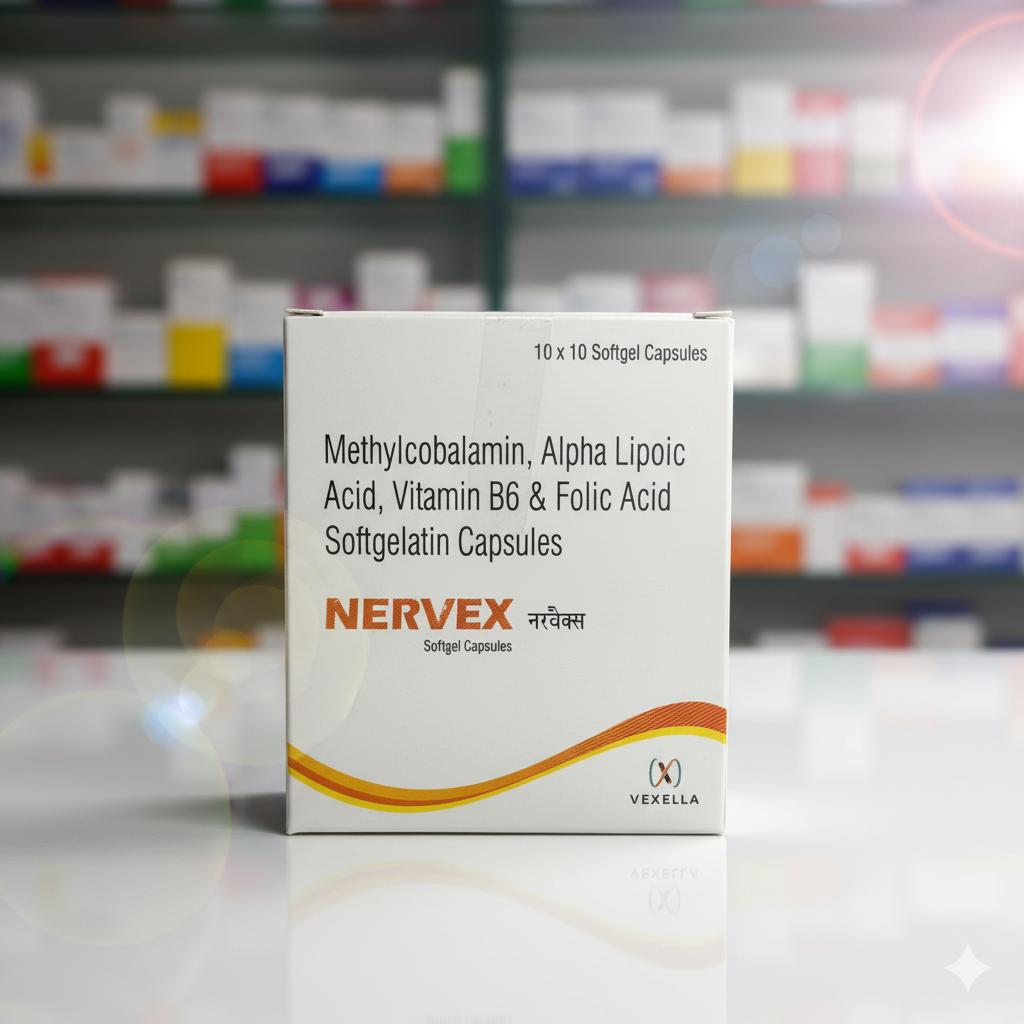 10 x 10 Softgel Capsules
Methylcobalamin, Alpha Lipoic
Acid, Vitamin B6 & Folic Acid
Softgelatin Capsules
NERVEX नरवैक्स
Softgel Capsules
VEXELLA